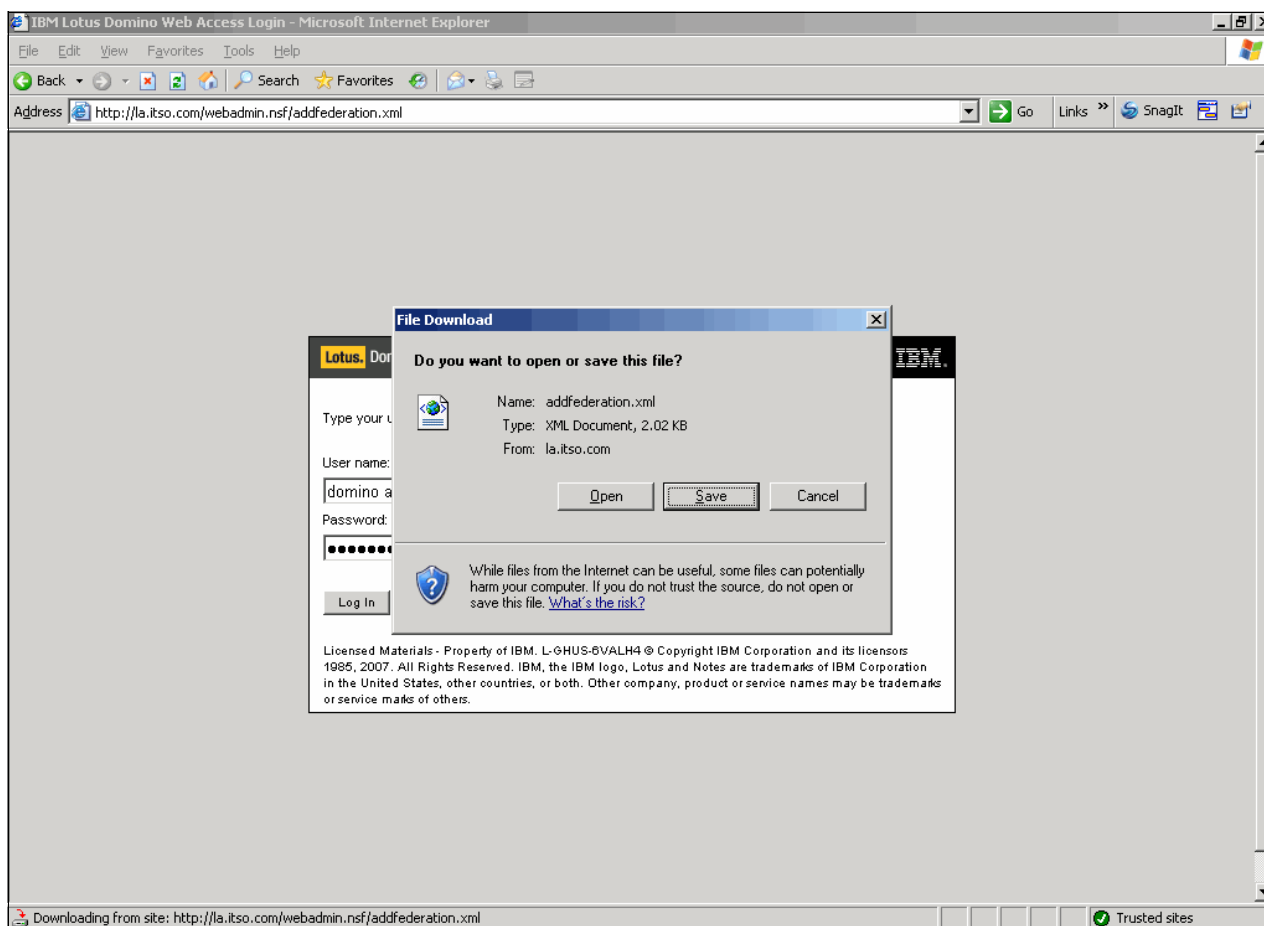 IBM Lotus Domino Web Access Login - Microsoft Internet Explorer
File Edit View Favorites Tools Help
Back Search Favorites
Address http://la.itso.com/webadmin.nsf/addfederation.xml Go Links » SnagIt
File Download
Lotus. Dor IBM.
Do you want to open or save this file?
Name: addfederation.xml
Type: XML Document, 2.02 KB
From: la.itso.com
Type your u
User name:
domino a
Password:
Open Save Cancel
While files from the Internet can be useful, some files can potentially
harm your computer. If you do not trust the source, do not open or
save this file. What's the risk?
Log In
Licensed Materials - Property of IBM. L-GHUS-6VALH4 © Copyright IBM Corporation and its licensors
1985, 2007. All Rights Reserved. IBM, the IBM logo, Lotus and Notes are trademarks of IBM Corporation
in the United States, other countries, or both. Other company, product or service names may be trademarks
or service marks of others.
Downloading from site: http://la.itso.com/webadmin.nsf/addfederation.xml Trusted sites